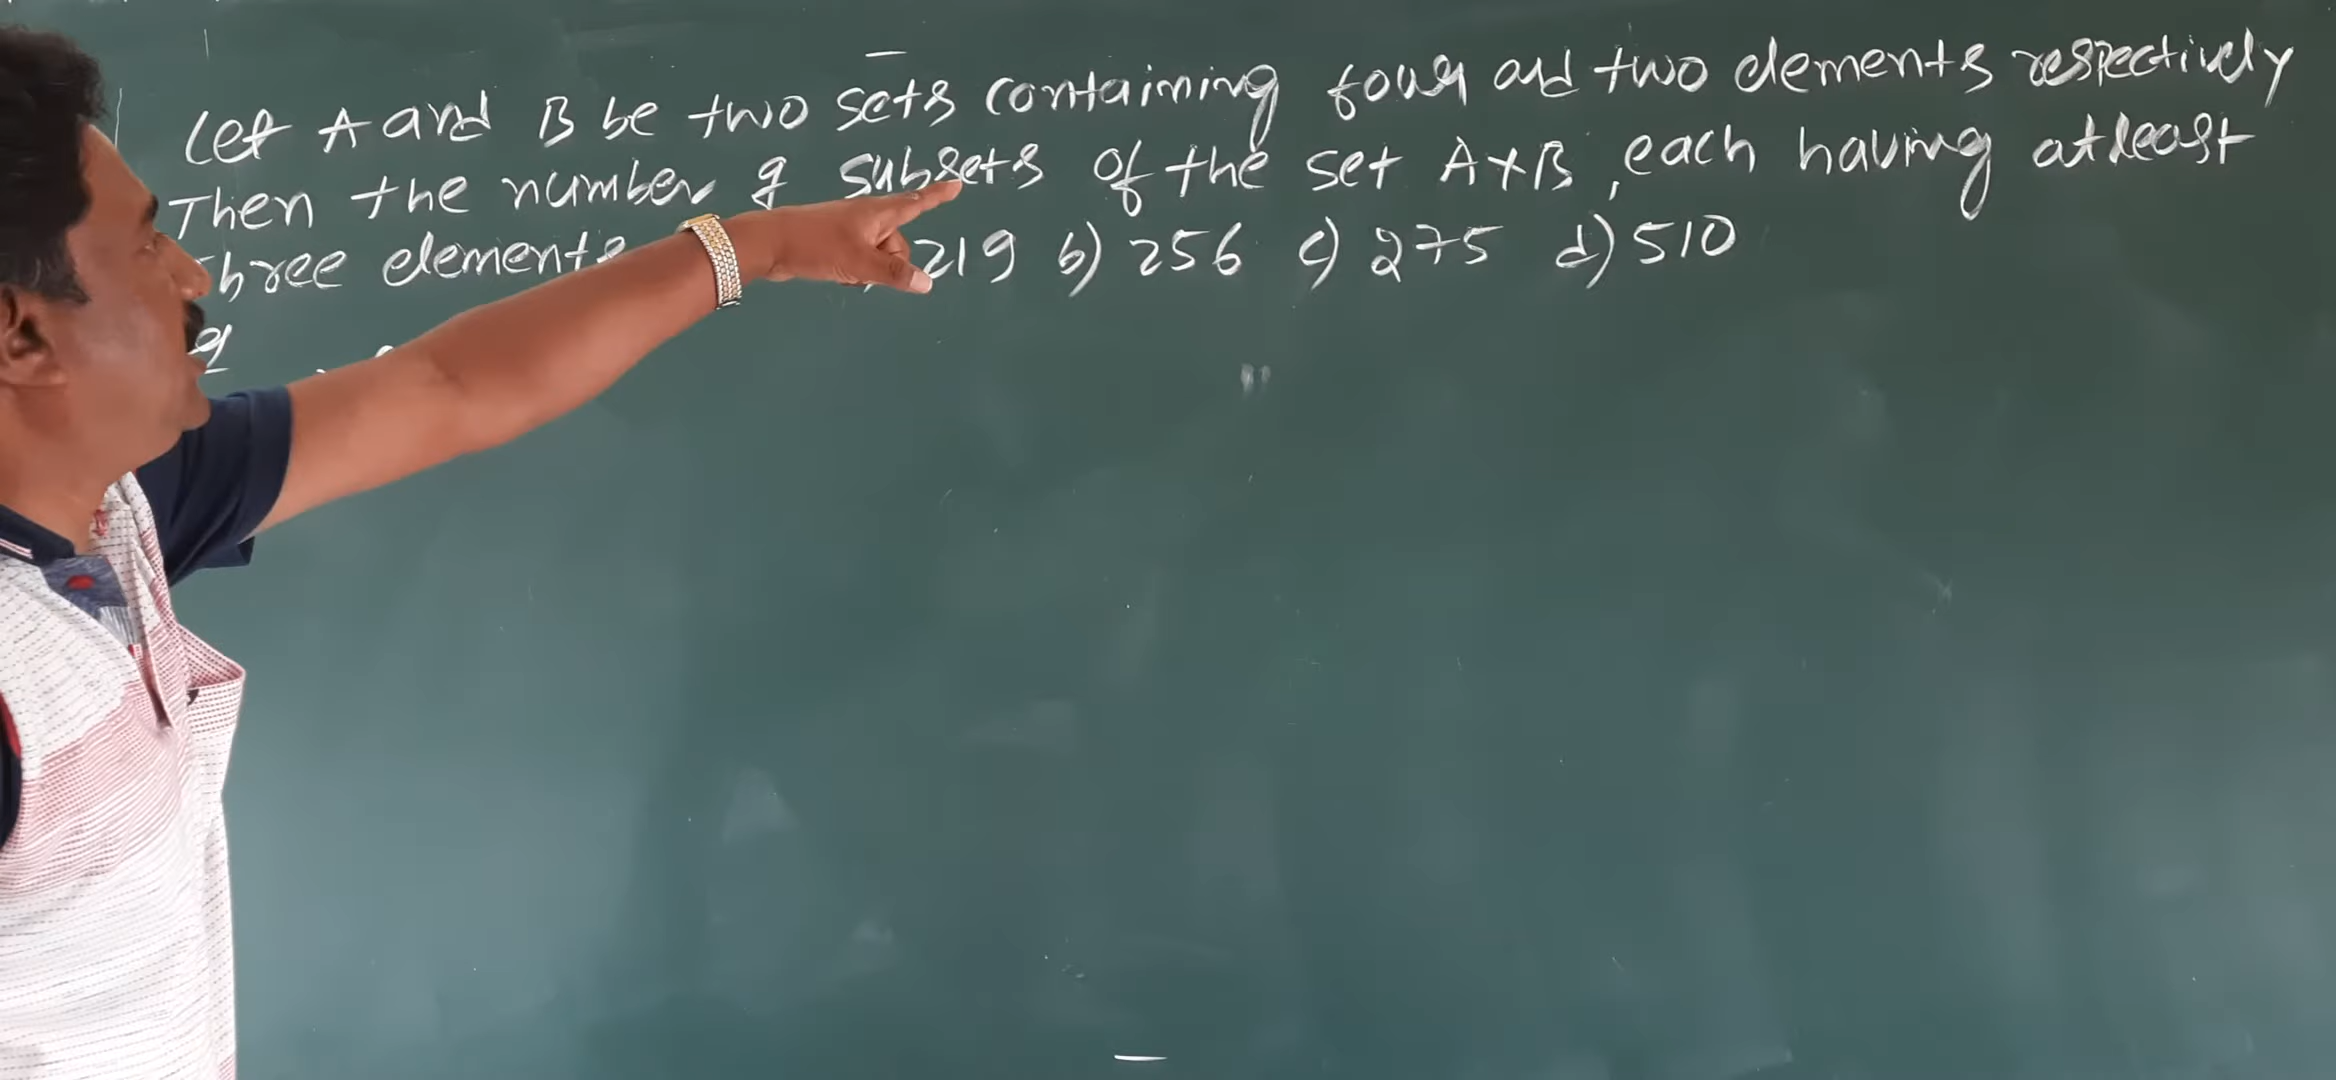 Let A and B be two sets containing four and two elements respectively
Then the number of subsets of the set A×B, each having atleast
three elements 219 b) 256 c) 275 d) 510